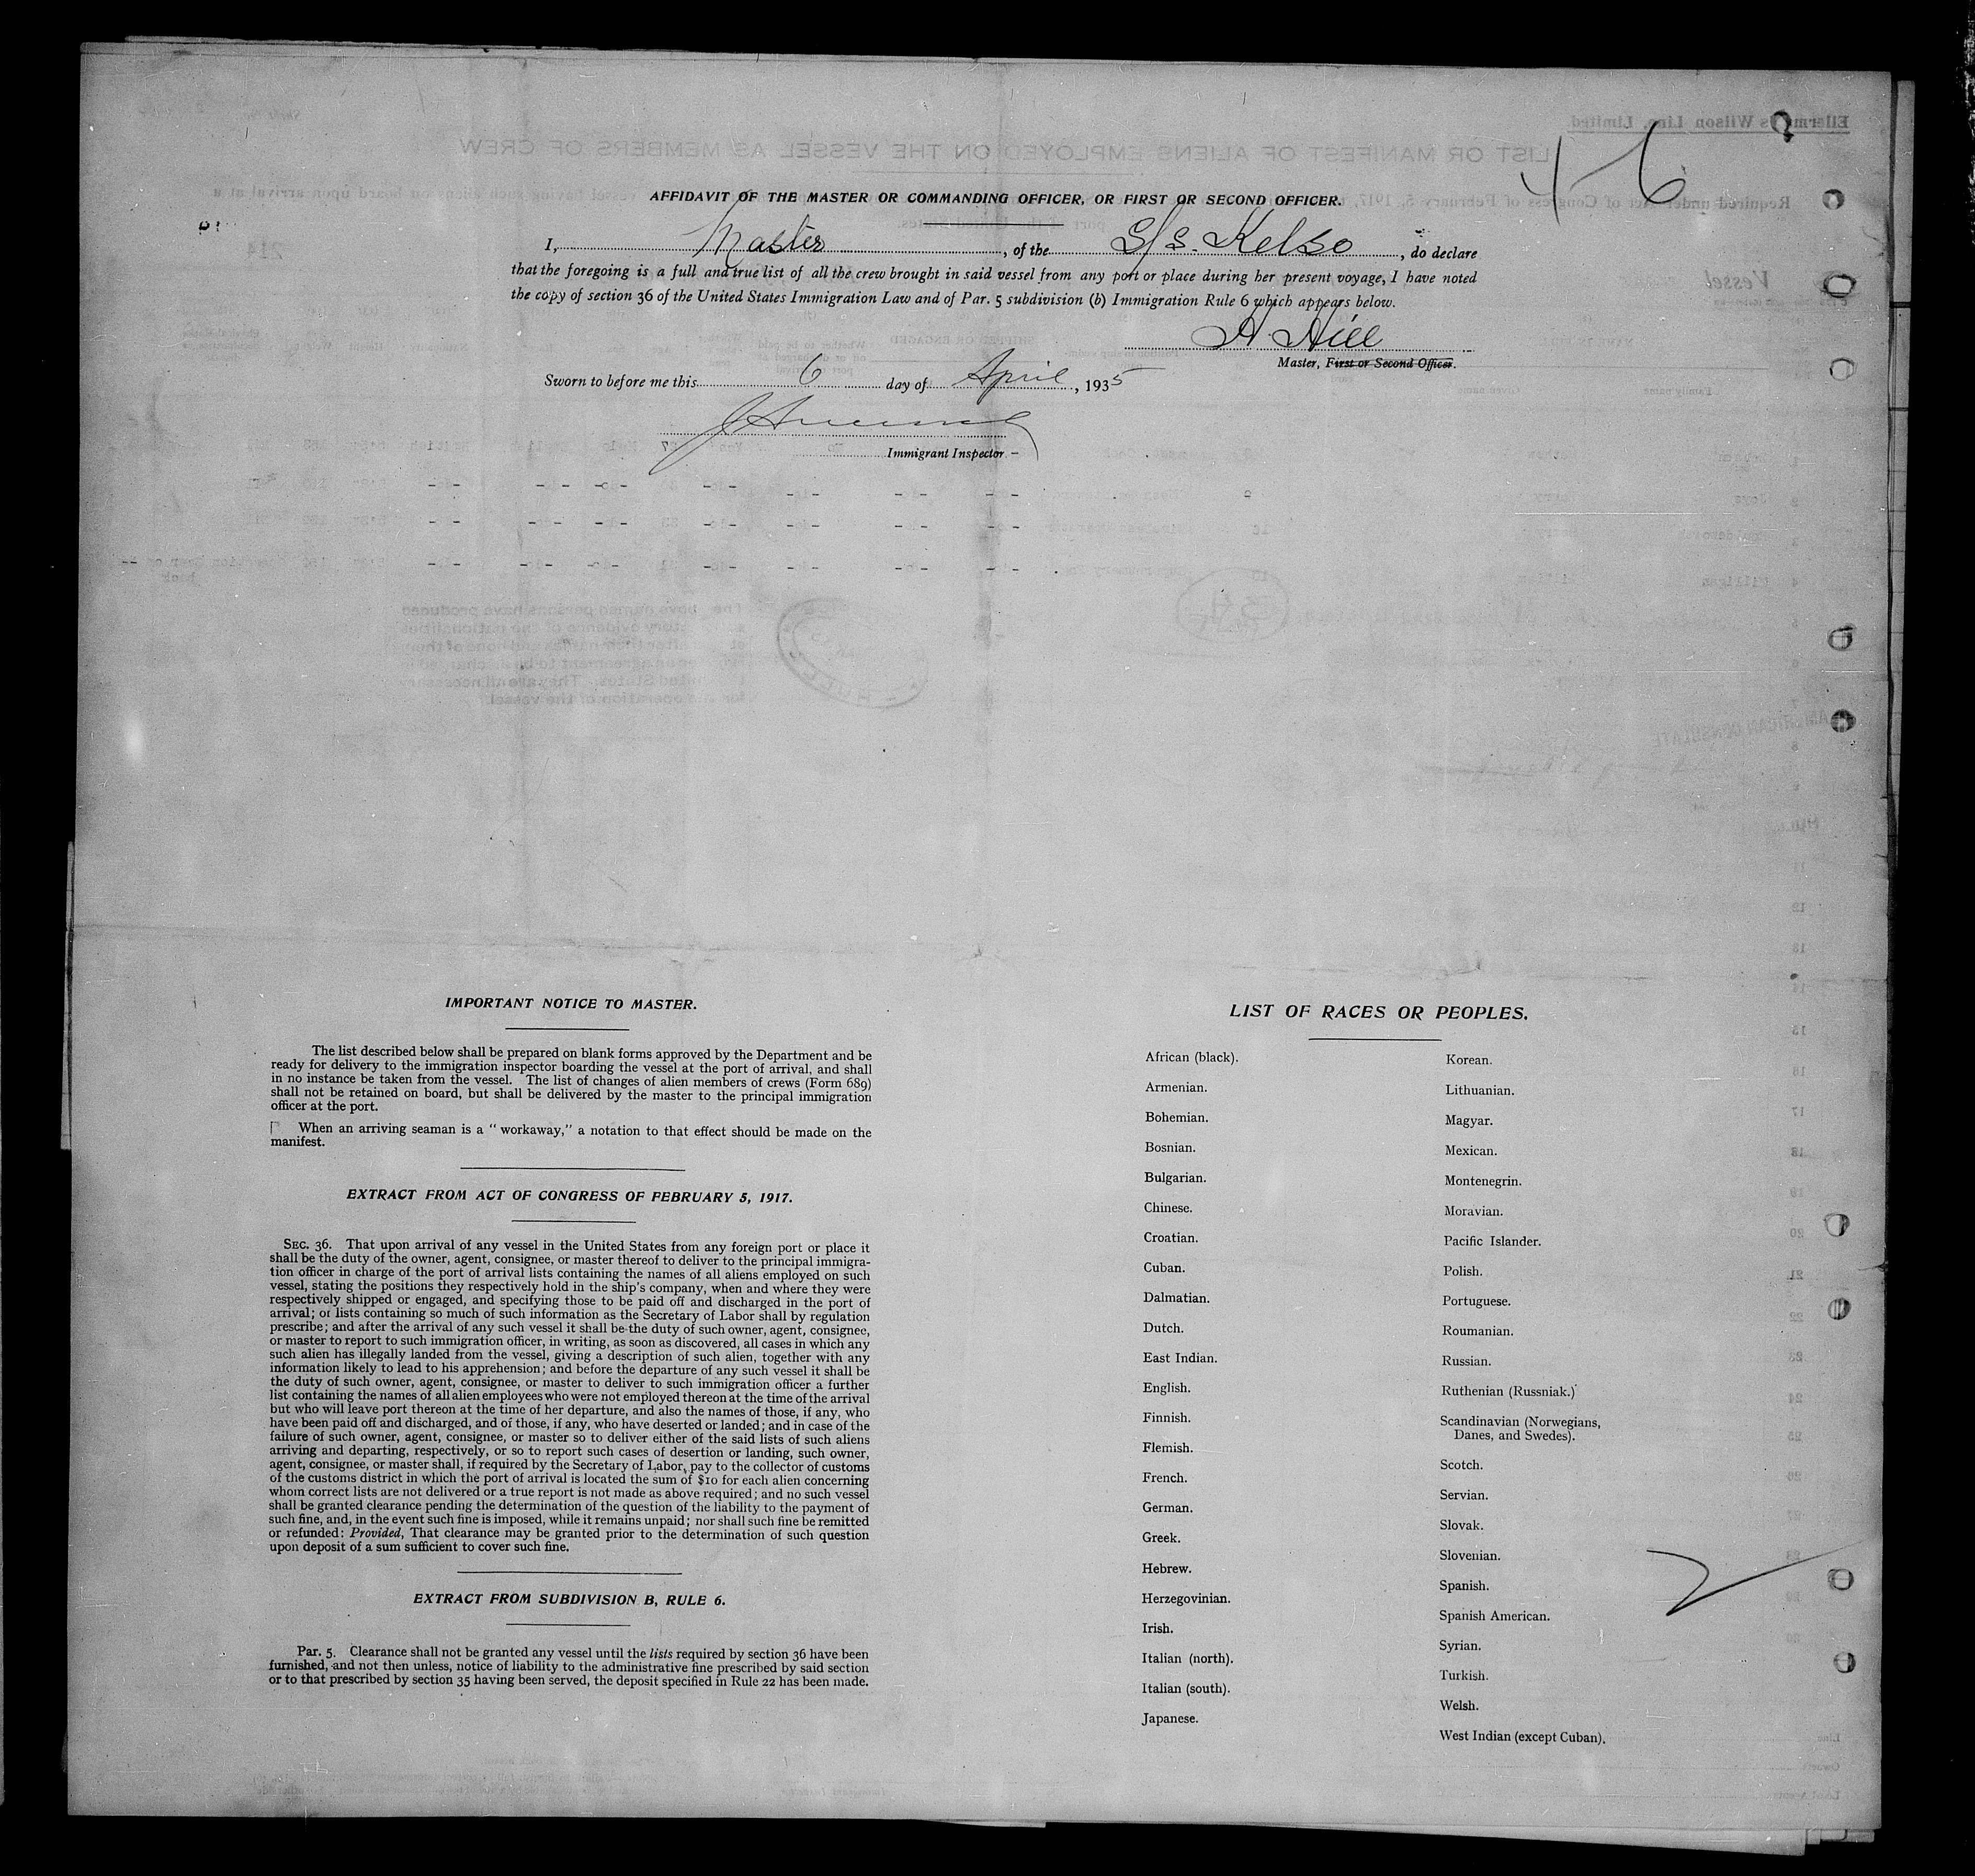 4-6
AFFIDAVIT OF THE MASTER OR COMMANDING OFFICER, OR FIRST OR SECOND OFFICER.
I, Master, of the S/S. Kelso, do declare
that the foregoing is a full and true list of all the crew brought in said vessel from any port or place during her present voyage, I have noted
the copy of section 36 of the United States Immigration Law and of Par. 5 subdivision (b) Immigration Rule 6 which appears below.
A Hill
Master, First or Second Officer.
Sworn to before me this 6 day of April, 1935
Immigrant Inspector
IMPORTANT NOTICE TO MASTER.
The list described below shall be prepared on blank forms approved by the Department and be
ready for delivery to the immigration inspector boarding the vessel at the port of arrival, and shall
in no instance be taken from the vessel. The list of changes of alien members of crews (Form 689)
shall not be retained on board, but shall be delivered by the master to the principal immigration
officer at the port.
When an arriving seaman is a "workaway," a notation to that effect should be made on the
manifest.
EXTRACT FROM ACT OF CONGRESS OF FEBRUARY 5, 1917.
SEC. 36. That upon arrival of any vessel in the United States from any foreign port or place it
shall be the duty of the owner, agent, consignee, or master thereof to deliver to the principal immigra-
tion officer in charge of the port of arrival lists containing the names of all aliens employed on such
vessel, stating the positions they respectively hold in the ship's company, when and where they were
respectively shipped or engaged, and specifying those to be paid off and discharged in the port of
arrival; or lists containing so much of such information as the Secretary of Labor shall by regulation
prescribe; and after the arrival of any such vessel it shall be the duty of such owner, agent, consignee,
or master to report to such immigration officer, in writing, as soon as discovered, all cases in which any
such alien has illegally landed from the vessel, giving a description of such alien, together with any
information likely to lead to his apprehension; and before the departure of any such vessel it shall be
the duty of such owner, agent, consignee, or master to deliver to such immigration officer a further
list containing the names of all alien employees who were not employed thereon at the time of the arrival
but who will leave port thereon at the time of her departure, and also the names of those, if any, who
have been paid off and discharged, and of those, if any, who have deserted or landed; and in case of the
failure of such owner, agent, consignee, or master so to deliver either of the said lists of such aliens
arriving and departing, respectively, or so to report such cases of desertion or landing, such owner,
agent, consignee, or master shall, if required by the Secretary of Labor, pay to the collector of customs
of the customs district in which the port of arrival is located the sum of $10 for each alien concerning
whom correct lists are not delivered or a true report is not made as above required; and no such vessel
shall be granted clearance pending the determination of the question of the liability to the payment of
such fine, and, in the event such fine is imposed, while it remains unpaid; nor shall such fine be remitted
or refunded: Provided, That clearance may be granted prior to the determination of such question
upon deposit of a sum sufficient to cover such fine.
EXTRACT FROM SUBDIVISION B, RULE 6.
Par. 5. Clearance shall not be granted any vessel until the lists required by section 36 have been
furnished, and not then unless, notice of liability to the administrative fine prescribed by said section
or to that prescribed by section 35 having been served, the deposit specified in Rule 22 has been made.
LIST OF RACES OR PEOPLES.
African (black).
Armenian.
Bohemian.
Bosnian.
Bulgarian.
Chinese.
Croatian.
Cuban.
Dalmatian.
Dutch.
East Indian.
English.
Finnish.
Flemish.
French.
German.
Greek.
Hebrew.
Herzegovinian.
Irish.
Italian (north).
Italian (south).
Japanese.
Korean.
Lithuanian.
Magyar.
Mexican.
Montenegrin.
Moravian.
Pacific Islander.
Polish.
Portuguese.
Roumanian.
Russian.
Ruthenian (Russniak.)
Scandinavian (Norwegians,
Danes, and Swedes).
Scotch.
Servian.
Slovak.
Slovenian.
Spanish.
Spanish American.
Syrian.
Turkish.
Welsh.
West Indian (except Cuban).